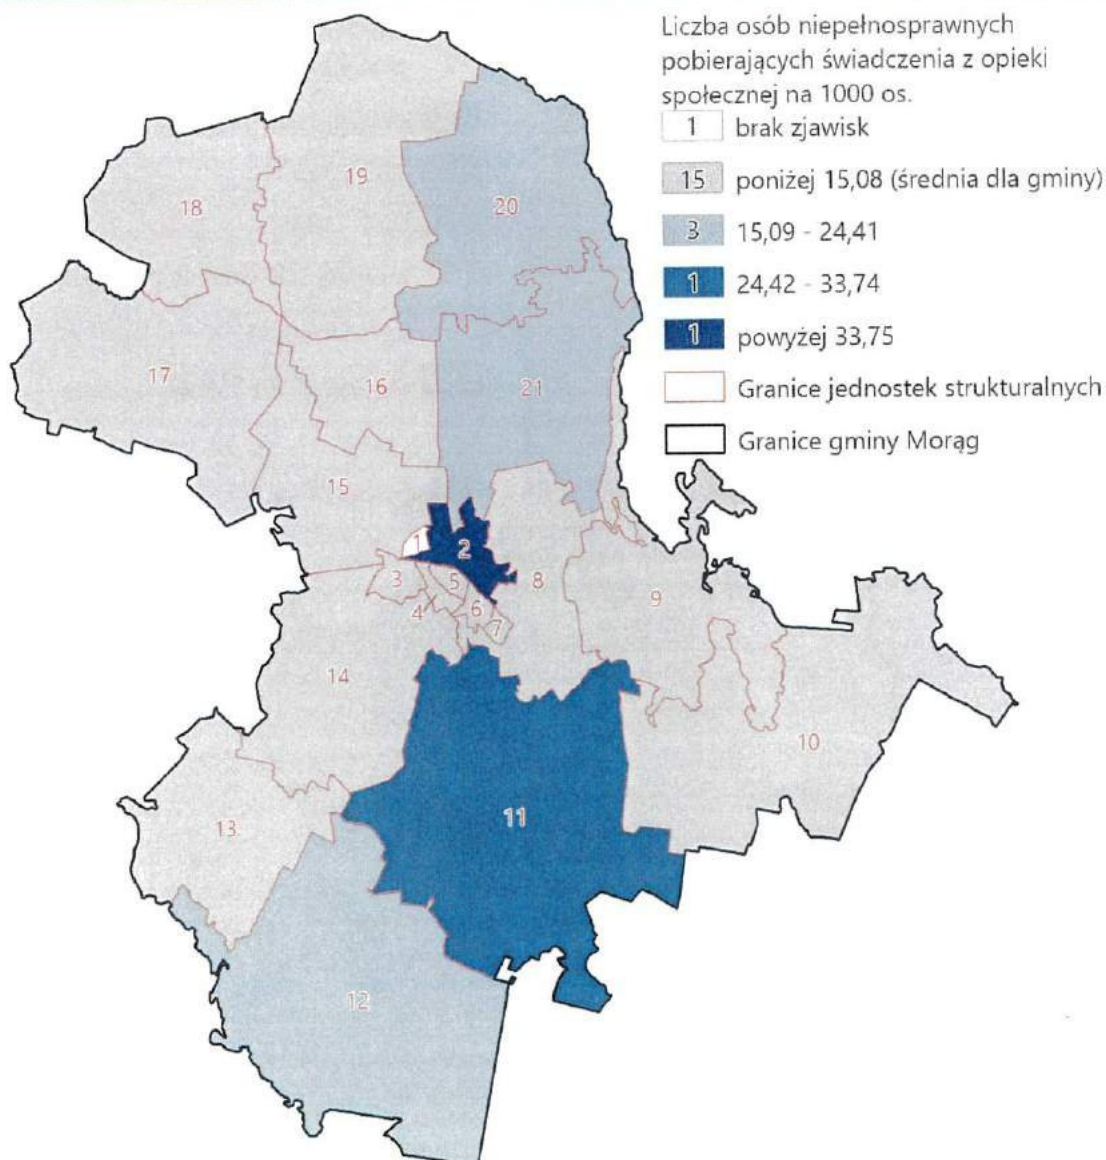 Liczba osób niepełnosprawnych
pobierających świadczenia z opieki
społecznej na 1000 os.
1 brak zjawisk
15 poniżej 15,08 (średnia dla gminy)
3 15,09 - 24,41
1 24,42 - 33,74
1 powyżej 33,75
Granice jednostek strukturalnych
Granice gminy Morąg
19
18
20
17
16
21
15
1
2
3
5
8
4
6
7
9
14
10
11
13
12